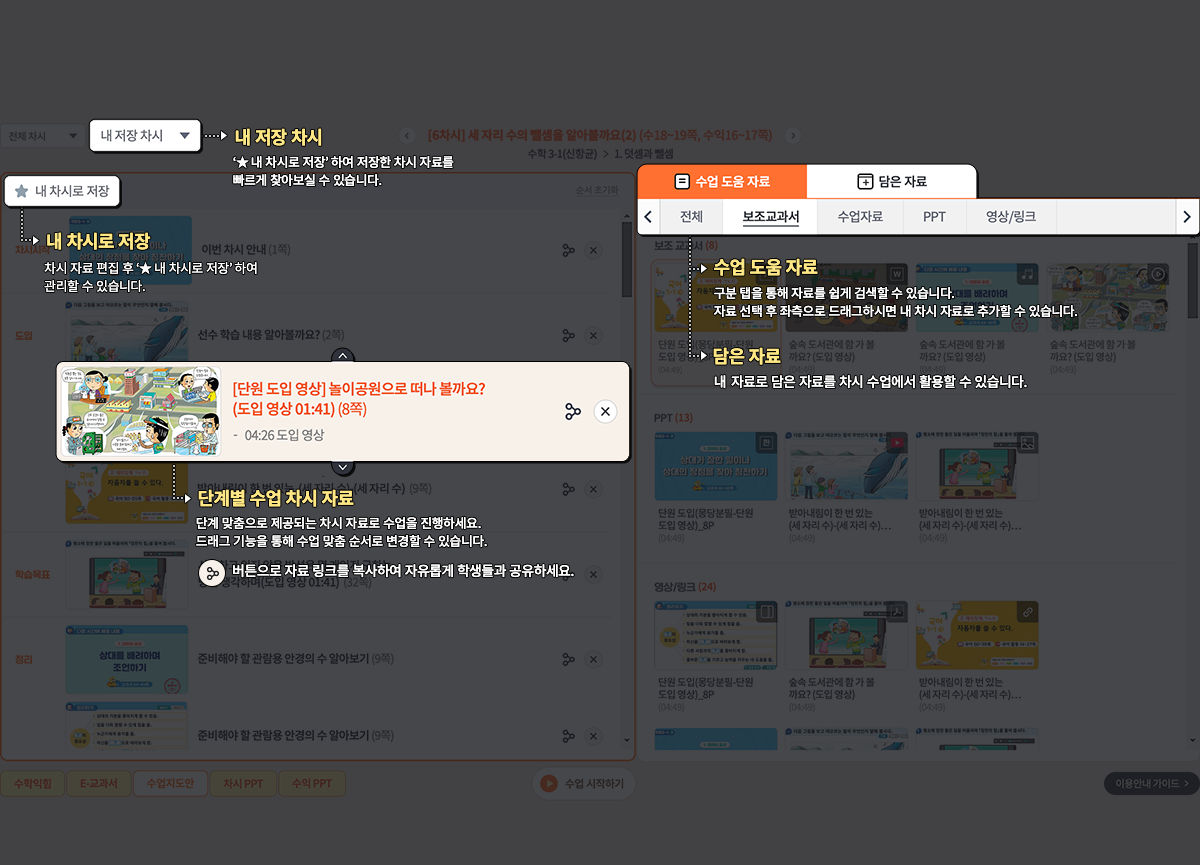 전체 차시
내 저장 차시
내 저장 차시
'★ 내 차시로 저장' 하여 저장한 차시 자료를
빠르게 찾아보실 수 있습니다.
[6차시] 세 자리 수의 뺄셈을 알아볼까요(2) (수18~19쪽, 수익16~17쪽)
수학 3-1(신항균) > 1. 덧셈과 뺄셈
★ 내 차시로 저장
순서 초기화
내 차시로 저장
차시 자료 편집 후 '★ 내 차시로 저장' 하여
관리할 수 있습니다.
이번 차시 안내 (1쪽)
도입
선수 학습 내용 알아볼까요? (2쪽)
[단원 도입 영상] 놀이공원으로 떠나 볼까요?
(도입 영상 01:41) (8쪽)
- 04:26 도입 영상
단계별 수업 차시 자료
단계 맞춤으로 제공되는 차시 자료로 수업을 진행하세요.
드래그 기능을 통해 수업 맞춤 순서로 변경할 수 있습니다.
버튼으로 자료 링크를 복사하여 자유롭게 학생들과 공유하세요.
학습목표
정리
준비해야 할 관람용 안경의 수 알아보기 (9쪽)
준비해야 할 관람용 안경의 수 알아보기 (9쪽)
수학익힘
E-교과서
수업지도안
차시 PPT
수익 PPT
수업 시작하기
수업 도움 자료
담은 자료
전체
보조교과서
수업자료
PPT
영상/링크
보조 교과서 (8)
수업 도움 자료
구분 탭을 통해 자료를 쉽게 검색할 수 있습니다.
자료 선택 후 좌측으로 드래그하시면 내 차시 자료로 추가할 수 있습니다.
담은 자료
내 자료로 담은 자료를 차시 수업에서 활용할 수 있습니다.
숲속 도서관에 함 가 볼
까요? (도입 영상)
(04:49)
숲속 도서관에 함 가 볼
까요? (도입 영상)
(04:49)
숲속 도서관에 함 가 볼
까요? (도입 영상)
(04:49)
PPT (13)
단원 도입(몽당분필-단원
도입 영상)_8P
(04:49)
받아내림이 한 번 있는
(세 자리 수)-(세 자리 수)...
(04:49)
받아내림이 한 번 있는
(세 자리 수)-(세 자리 수)...
(04:49)
영상/링크 (24)
단원 도입(몽당분필-단원
도입 영상)_8P
(04:49)
숲속 도서관에 함 가 볼
까요? (도입 영상)
(04:49)
받아내림이 한 번 있는
(세 자리 수)-(세 자리 수)...
(04:49)
이용안내 가이드 >